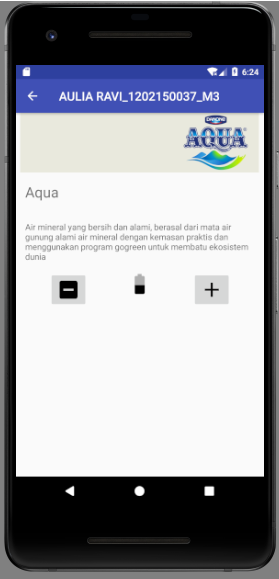 6:24
AULIA RAVI_1202150037_M3
DANONE
AQUA
Aqua
Air mineral yang bersih dan alami, berasal dari mata air
gunung alami air mineral dengan kemasan praktis dan
menggunakan program gogreen untuk membatu ekosistem
dunia